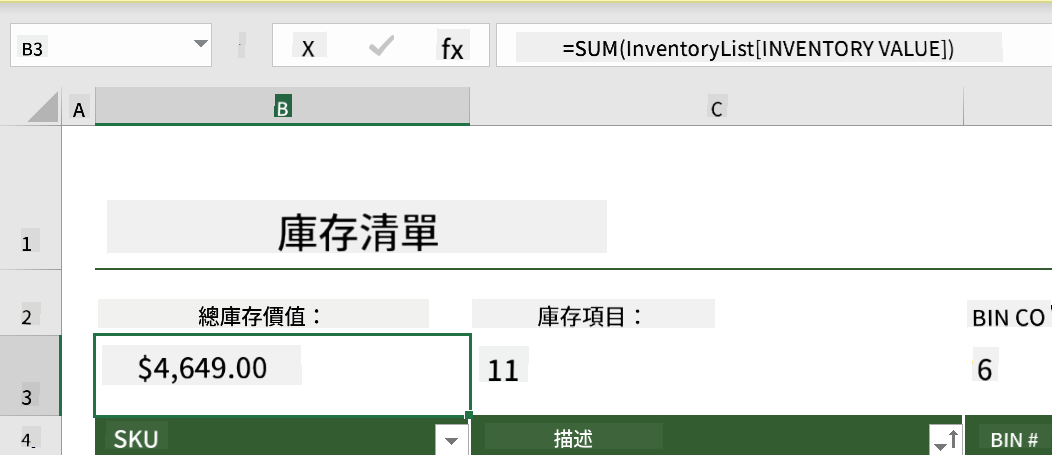 B3 X fx =SUM(InventoryList[INVENTORY VALUE])
A B C
1 庫存清單
2 總庫存價值： 庫存項目： BIN CO
3 $4,649.00 11 6
4 SKU 描述 BIN #